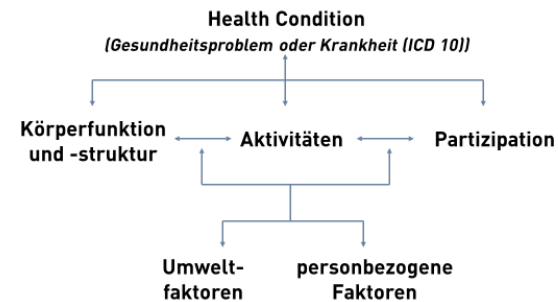 Health Condition
(Gesundheitsproblem oder Krankheit (ICD 10))
Körperfunktion
und -struktur
Aktivitäten
Partizipation
Umwelt-
faktoren
personbezogene
Faktoren